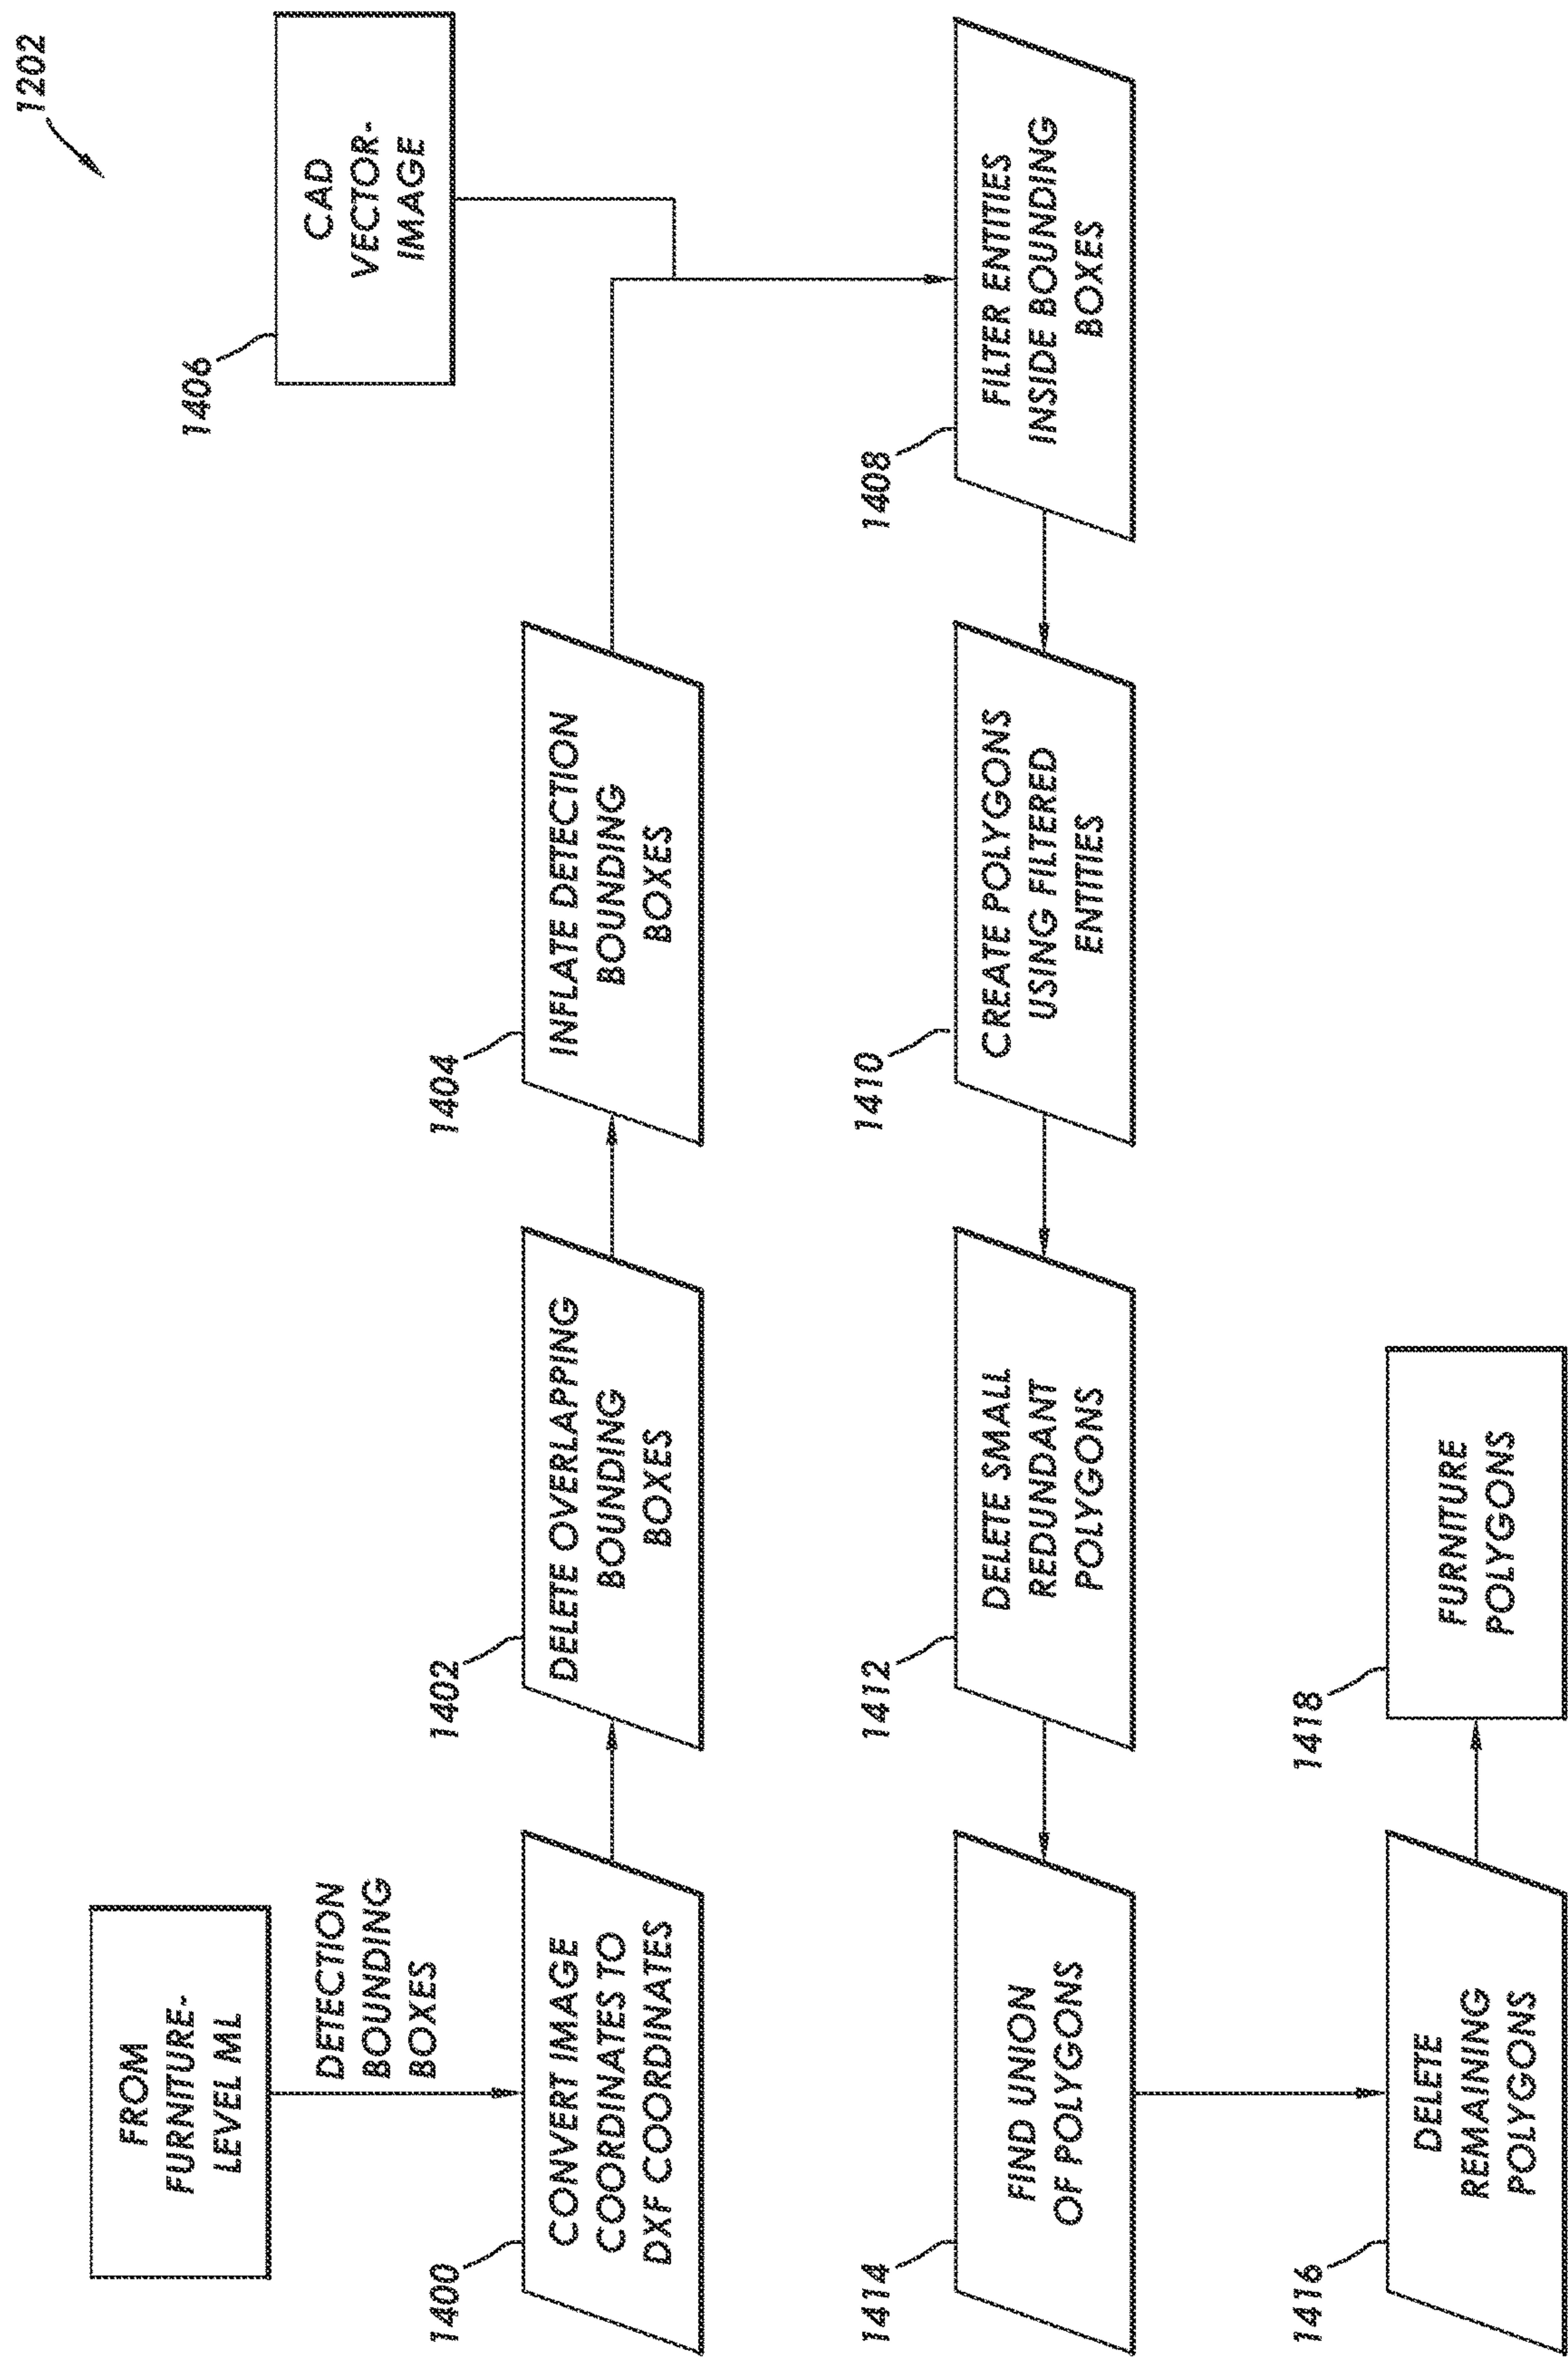 1202
FROM
FURNITURE-
LEVEL ML
DETECTION
BOUNDING
BOXES
1406
CAD
VECTOR-
IMAGE
1400
CONVERT IMAGE
COORDINATES TO
DXF COORDINATES
1402
DELETE OVERLAPPING
BOUNDING
BOXES
1404
INFLATE DETECTION
BOUNDING
BOXES
1408
FILTER ENTITIES
INSIDE BOUNDING
BOXES
1410
CREATE POLYGONS
USING FILTERED
ENTITIES
1412
DELETE SMALL
REDUNDANT
POLYGONS
1414
FIND UNION
OF POLYGONS
1416
DELETE
REMAINING
POLYGONS
1418
FURNITURE
POLYGONS